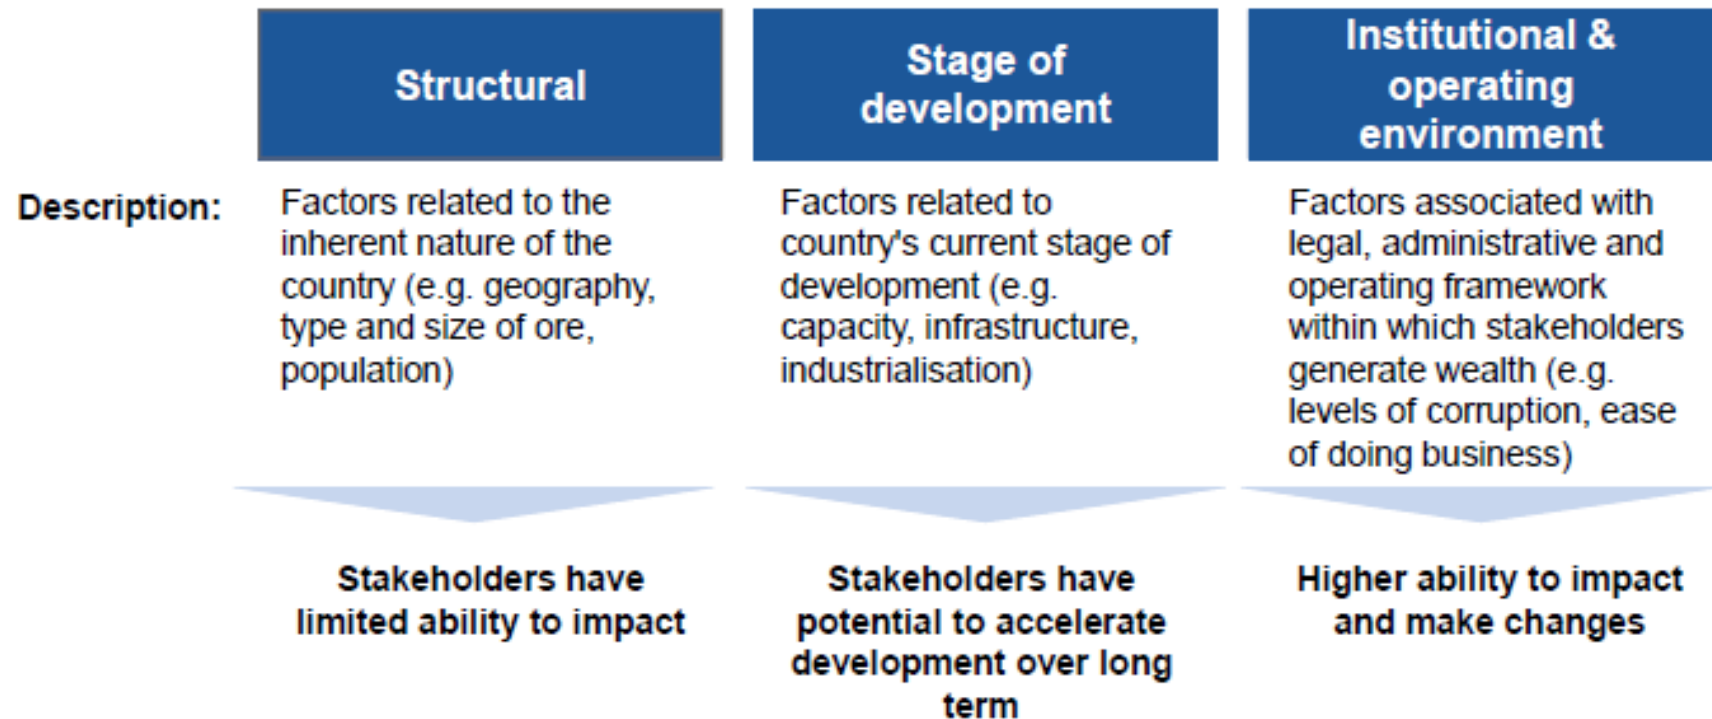 Structural
Stage of
development
Institutional &
operating
environment
Description:
Factors related to the
inherent nature of the
country (e.g. geography,
type and size of ore,
population)
Factors related to
country's current stage of
development (e.g.
capacity, infrastructure,
industrialisation)
Factors associated with
legal, administrative and
operating framework
within which stakeholders
generate wealth (e.g.
levels of corruption, ease
of doing business)
Stakeholders have
limited ability to impact
Stakeholders have
potential to accelerate
development over long
term
Higher ability to impact
and make changes